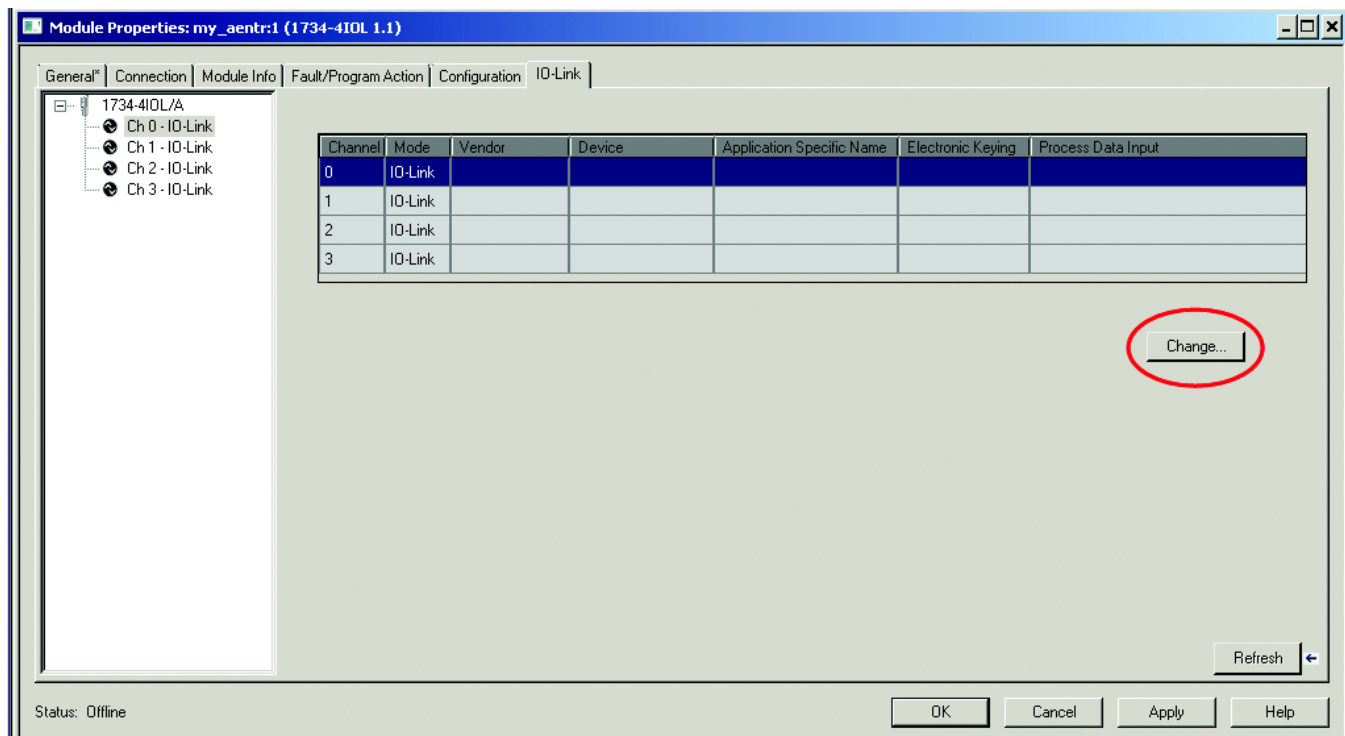 Module Properties: my_aentr:1 (1734-4IOL 1.1)
General* Connection Module Info Fault/Program Action Configuration IO-Link
1734-4IOL/A
Ch 0 - IO-Link
Ch 1 - IO-Link
Ch 2 - IO-Link
Ch 3 - IO-Link
Channel Mode Vendor Device Application Specific Name Electronic Keying Process Data Input
0 IO-Link
1 IO-Link
2 IO-Link
3 IO-Link
Change...
Refresh
Status: Offline
OK Cancel Apply Help